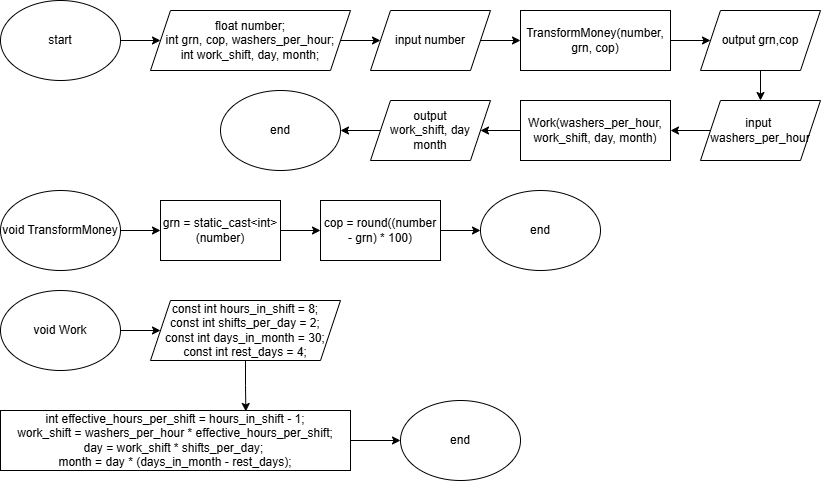 start
float number;
int grn, cop, washers_per_hour;
int work_shift, day, month;
input number
TransformMoney(number,
grn, cop)
output grn,cop
end
output
work_shift, day
month
Work(washers_per_hour,
work_shift, day, month)
input
washers_per_hour
void TransformMoney
grn = static_cast<int>
(number)
cop = round((number
- grn) * 100)
end
void Work
const int hours_in_shift = 8;
const int shifts_per_day = 2;
const int days_in_month = 30;
const int rest_days = 4;
int effective_hours_per_shift = hours_in_shift - 1;
work_shift = washers_per_hour * effective_hours_per_shift;
day = work_shift * shifts_per_day;
month = day * (days_in_month - rest_days);
end